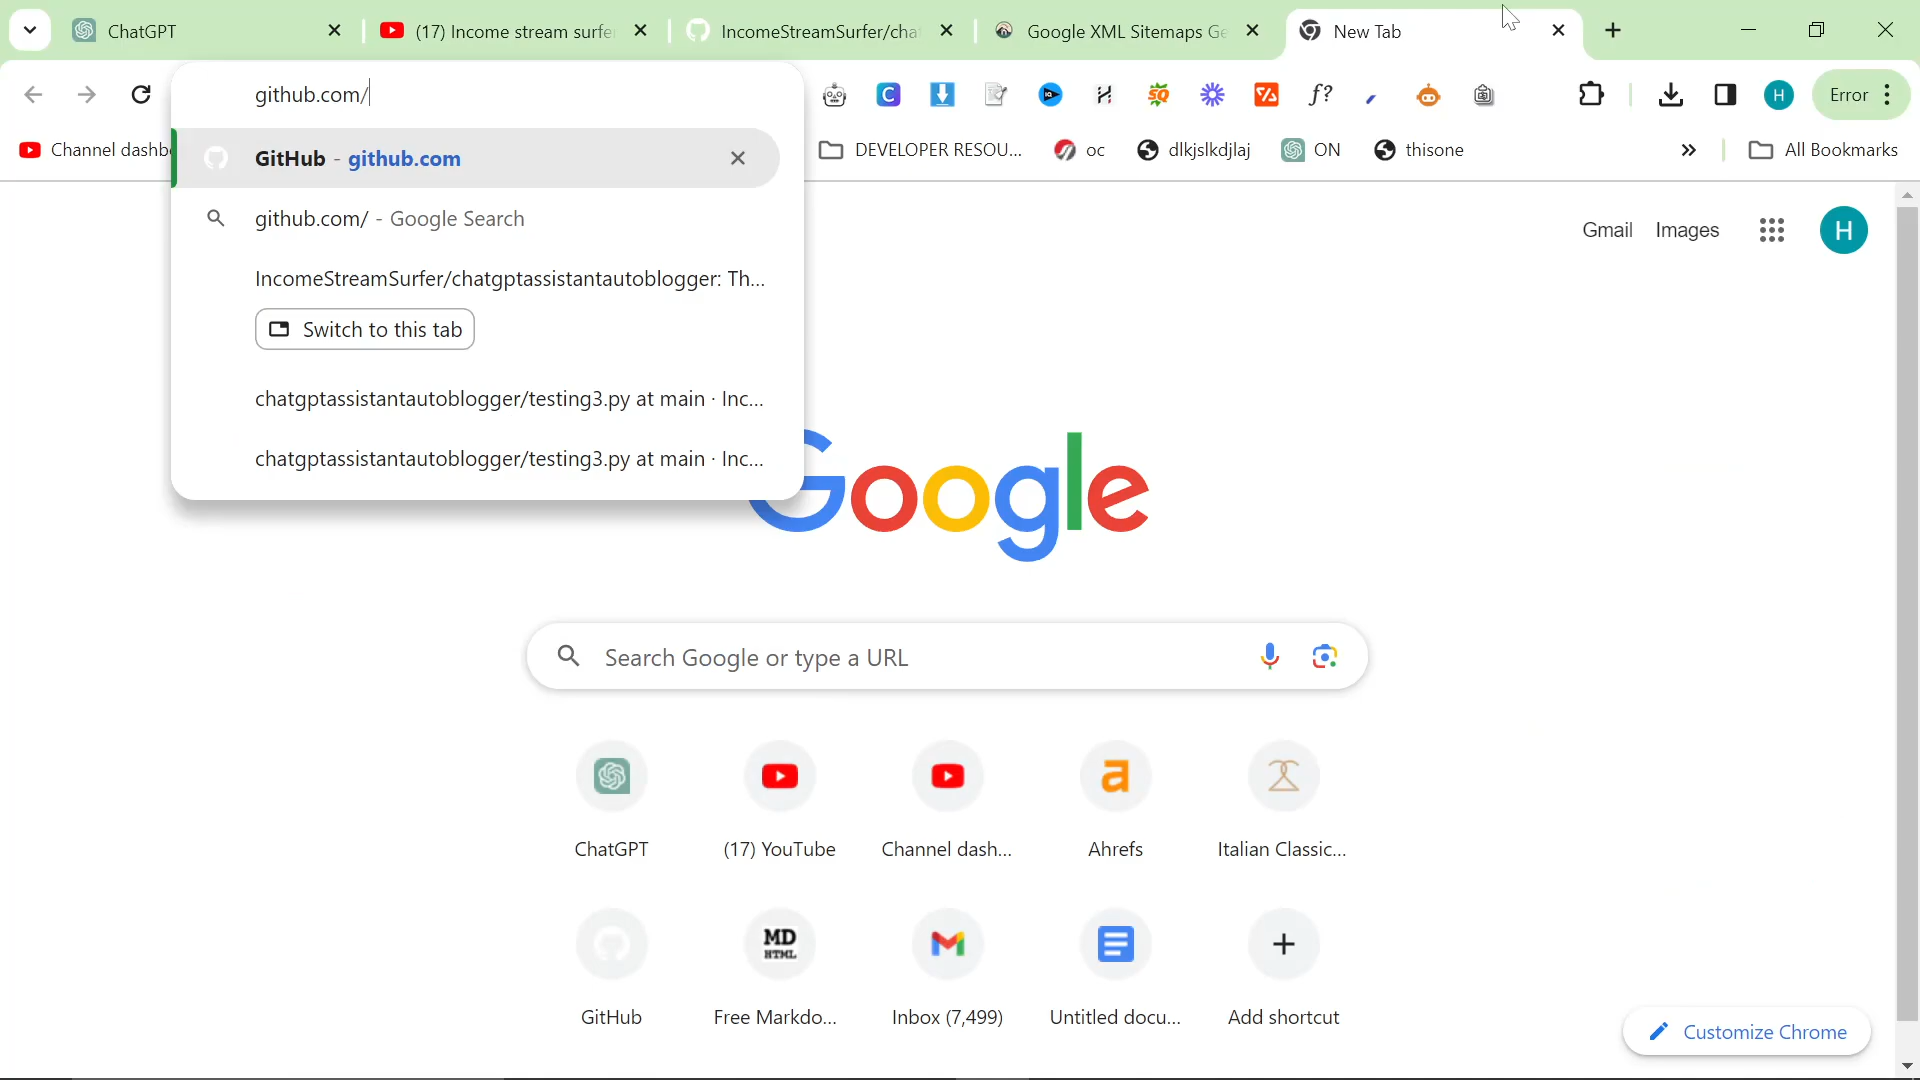 ChatGPT
(17) Income stream surfe
IncomeStreamSurfer/cha
Google XML Sitemaps Ge
New Tab
github.com/
Error
Channel dashb
DEVELOPER RESOU...
oc
dlkjslkdjlaj
ON
thisone
All Bookmarks
GitHub - github.com
github.com/ - Google Search
IncomeStreamSurfer/chatgptassistantautoblogger: Th...
Switch to this tab
chatgptassistantautoblogger/testing3.py at main · Inc...
chatgptassistantautoblogger/testing3.py at main · Inc...
Gmail
Images
H
Google
Search Google or type a URL
ChatGPT
(17) YouTube
Channel dash...
Ahrefs
Italian Classic...
MD
HTML
GitHub
Free Markdo...
Inbox (7,499)
Untitled docu...
Add shortcut
Customize Chrome